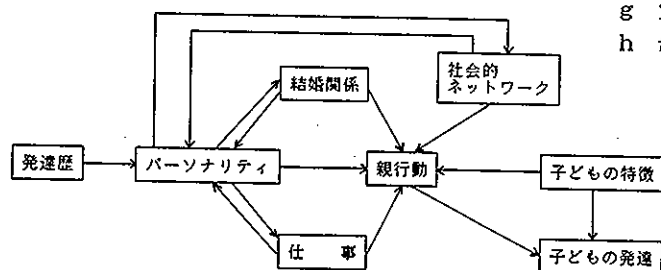 g
h
社会的
ネットワーク
結婚関係
発達歴
パーソナリティ
親行動
子どもの特徴
仕 事
子どもの発達